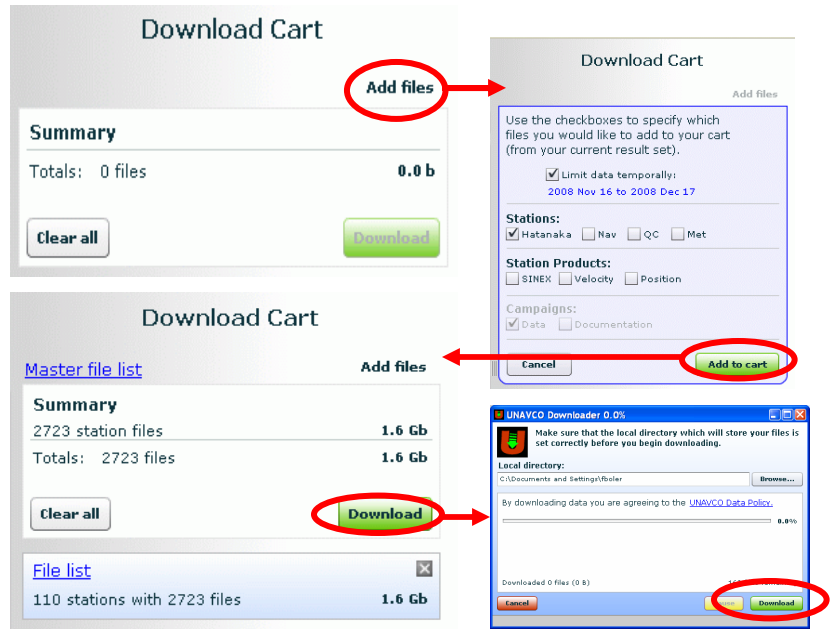 Download Cart
Add files
Summary
Totals: 0 files 0.0 b
Clear all Download
Download Cart
Add files
Use the checkboxes to specify which
files you would like to add to your cart
(from your current result set).
Limit data temporally:
2008 Nov 16 to 2008 Dec 17
Stations:
Hatanaka Nav QC Met
Station Products:
SINEX Velocity Position
Campaigns:
Data Documentation
Cancel Add to cart
Download Cart
Master file list Add files
Summary
2723 station files 1.6 Gb
Totals: 2723 files 1.6 Gb
Clear all Download
File list
110 stations with 2723 files 1.6 Gb
UNAVCO Downloader 0.0%
Make sure that the local directory which will store your files is
set correctly before you begin downloading.
Local directory:
C:\Documents and Settings\fboler Browse...
By downloading data you are agreeing to the UNAVCO Data Policy.
0.0%
Downloaded 0 files (0 B)
Cancel Download